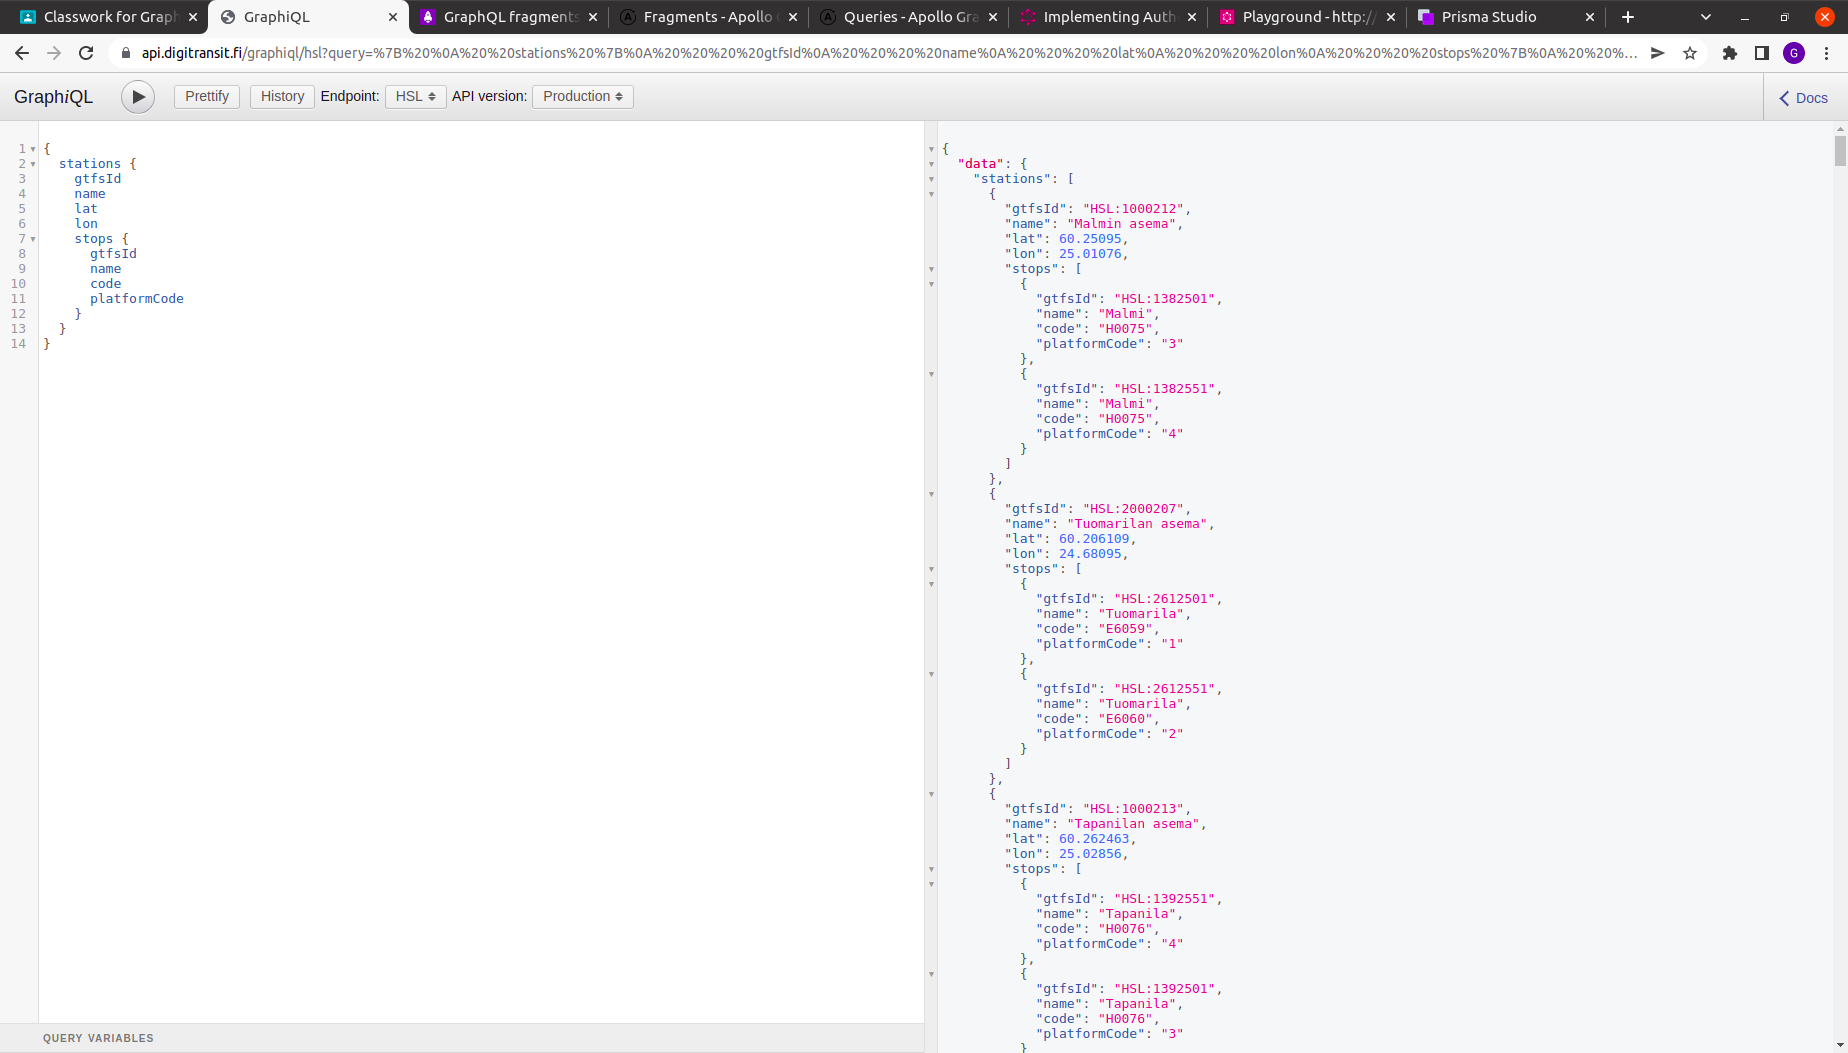 Classwork for Graph
GraphiQL
GraphQL fragments
Fragments - Apollo
Queries - Apollo Gra
Implementing Auth
Playground - http://
Prisma Studio
api.digitransit.fi/graphiql/hsl?query=%7B%20%0A%20%20stations%20%7B%0A%20%20%20%20gtfsId%0A%20%20%20%20name%0A%20%20%20%20lat%0A%20%20%20%20lon%0A%20%20%20%20stops%20%7B%0A%20%20%...
G
GraphiQL
Prettify
History
Endpoint:
HSL
API version:
Production
Docs
1 {
2 stations {
3 gtfsId
4 name
5 lat
6 lon
7 stops {
8 gtfsId
9 name
10 code
11 platformCode
12 }
13 }
14 }
QUERY VARIABLES
{
"data": {
"stations": [
{
"gtfsId": "HSL:1000212",
"name": "Malmin asema",
"lat": 60.25095,
"lon": 25.01076,
"stops": [
{
"gtfsId": "HSL:1382501",
"name": "Malmi",
"code": "H0075",
"platformCode": "3"
},
{
"gtfsId": "HSL:1382551",
"name": "Malmi",
"code": "H0075",
"platformCode": "4"
}
]
},
{
"gtfsId": "HSL:2000207",
"name": "Tuomarilan asema",
"lat": 60.206109,
"lon": 24.68095,
"stops": [
{
"gtfsId": "HSL:2612501",
"name": "Tuomarila",
"code": "E6059",
"platformCode": "1"
},
{
"gtfsId": "HSL:2612551",
"name": "Tuomarila",
"code": "E6060",
"platformCode": "2"
}
]
},
{
"gtfsId": "HSL:1000213",
"name": "Tapanilan asema",
"lat": 60.262463,
"lon": 25.02856,
"stops": [
{
"gtfsId": "HSL:1392551",
"name": "Tapanila",
"code": "H0076",
"platformCode": "4"
},
{
"gtfsId": "HSL:1392501",
"name": "Tapanila",
"code": "H0076",
"platformCode": "3"
}